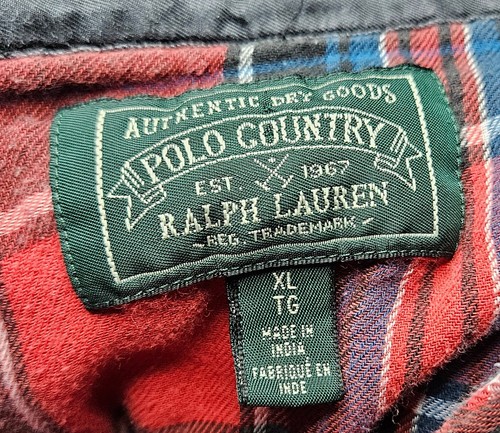 AUTHENTIC DRY GOODS
POLO COUNTRY
EST. 1967
RALPH LAUREN
REG. TRADEMARK
XL
TG
MADE IN
INDIA
FABRIQUÉ EN
INDE